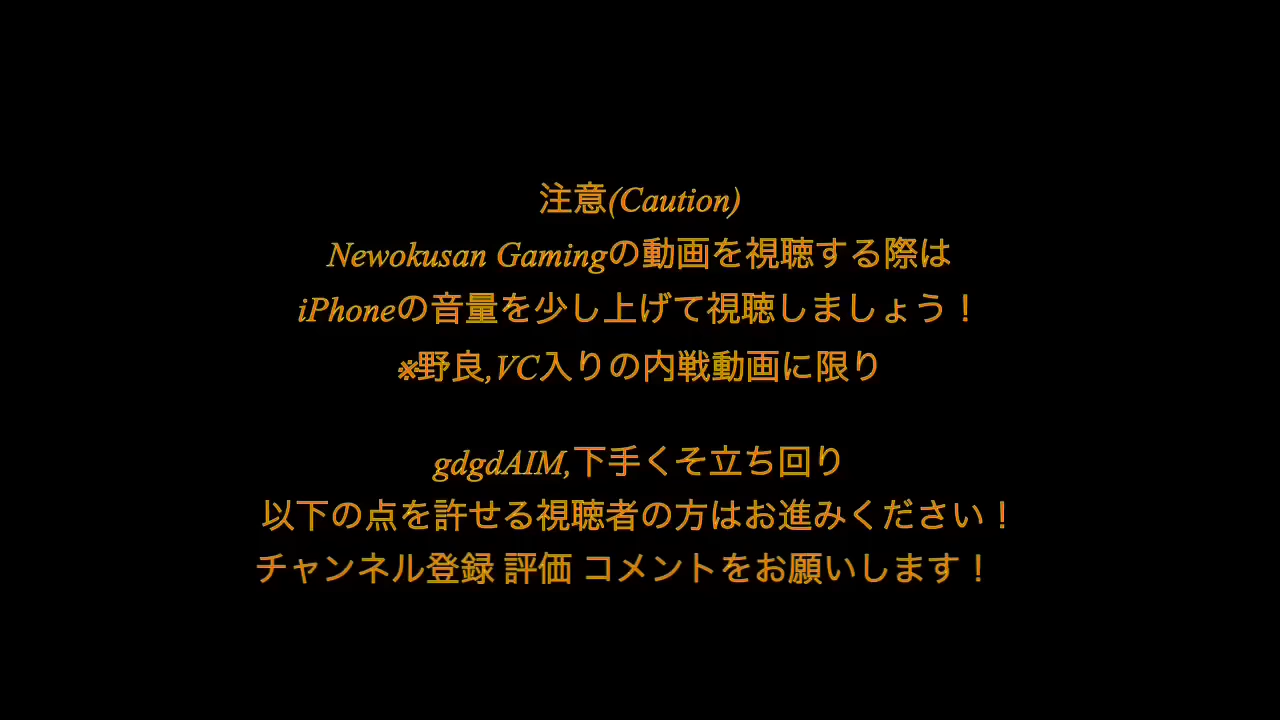 注意(Caution)
Newokusan Gamingの動画を視聴する際は
iPhoneの音量を少し上げて視聴しましょう！
※野良,VC入りの内戦動画に限り
gdgdAIM,下手くそ立ち回り
以下の点を許せる視聴者の方はお進みください！
チャンネル登録 評価 コメントをお願いします！